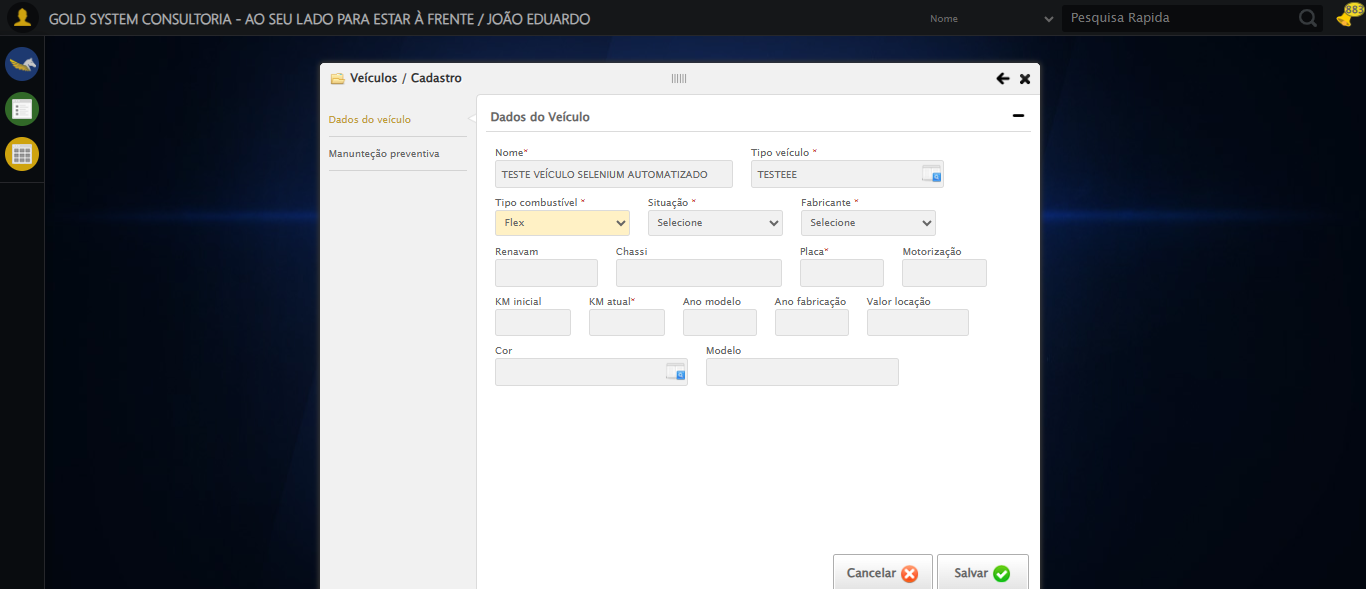 GOLD SYSTEM CONSULTORIA - AO SEU LADO PARA ESTAR À FRENTE / JOÃO EDUARDO
Nome
Pesquisa Rapida
883
Veículos / Cadastro
Dados do veículo
Manunteção preventiva
Dados do Veículo
Nome*
Tipo veículo *
TESTE VEÍCULO SELENIUM AUTOMATIZADO
TESTEEE
Tipo combustível *
Situação *
Fabricante *
Flex
Selecione
Selecione
Renavam
Chassi
Placa*
Motorização
KM inicial
KM atual*
Ano modelo
Ano fabricação
Valor locação
Cor
Modelo
Cancelar
Salvar